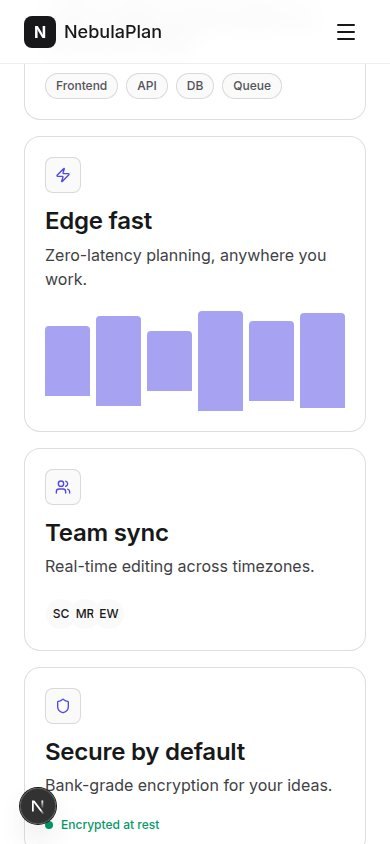 N NebulaPlan
Frontend API DB Queue
Edge fast
Zero-latency planning, anywhere you
work.
Team sync
Real-time editing across timezones.
SC MR EW
Secure by default
Bank-grade encryption for your ideas.
N
Encrypted at rest